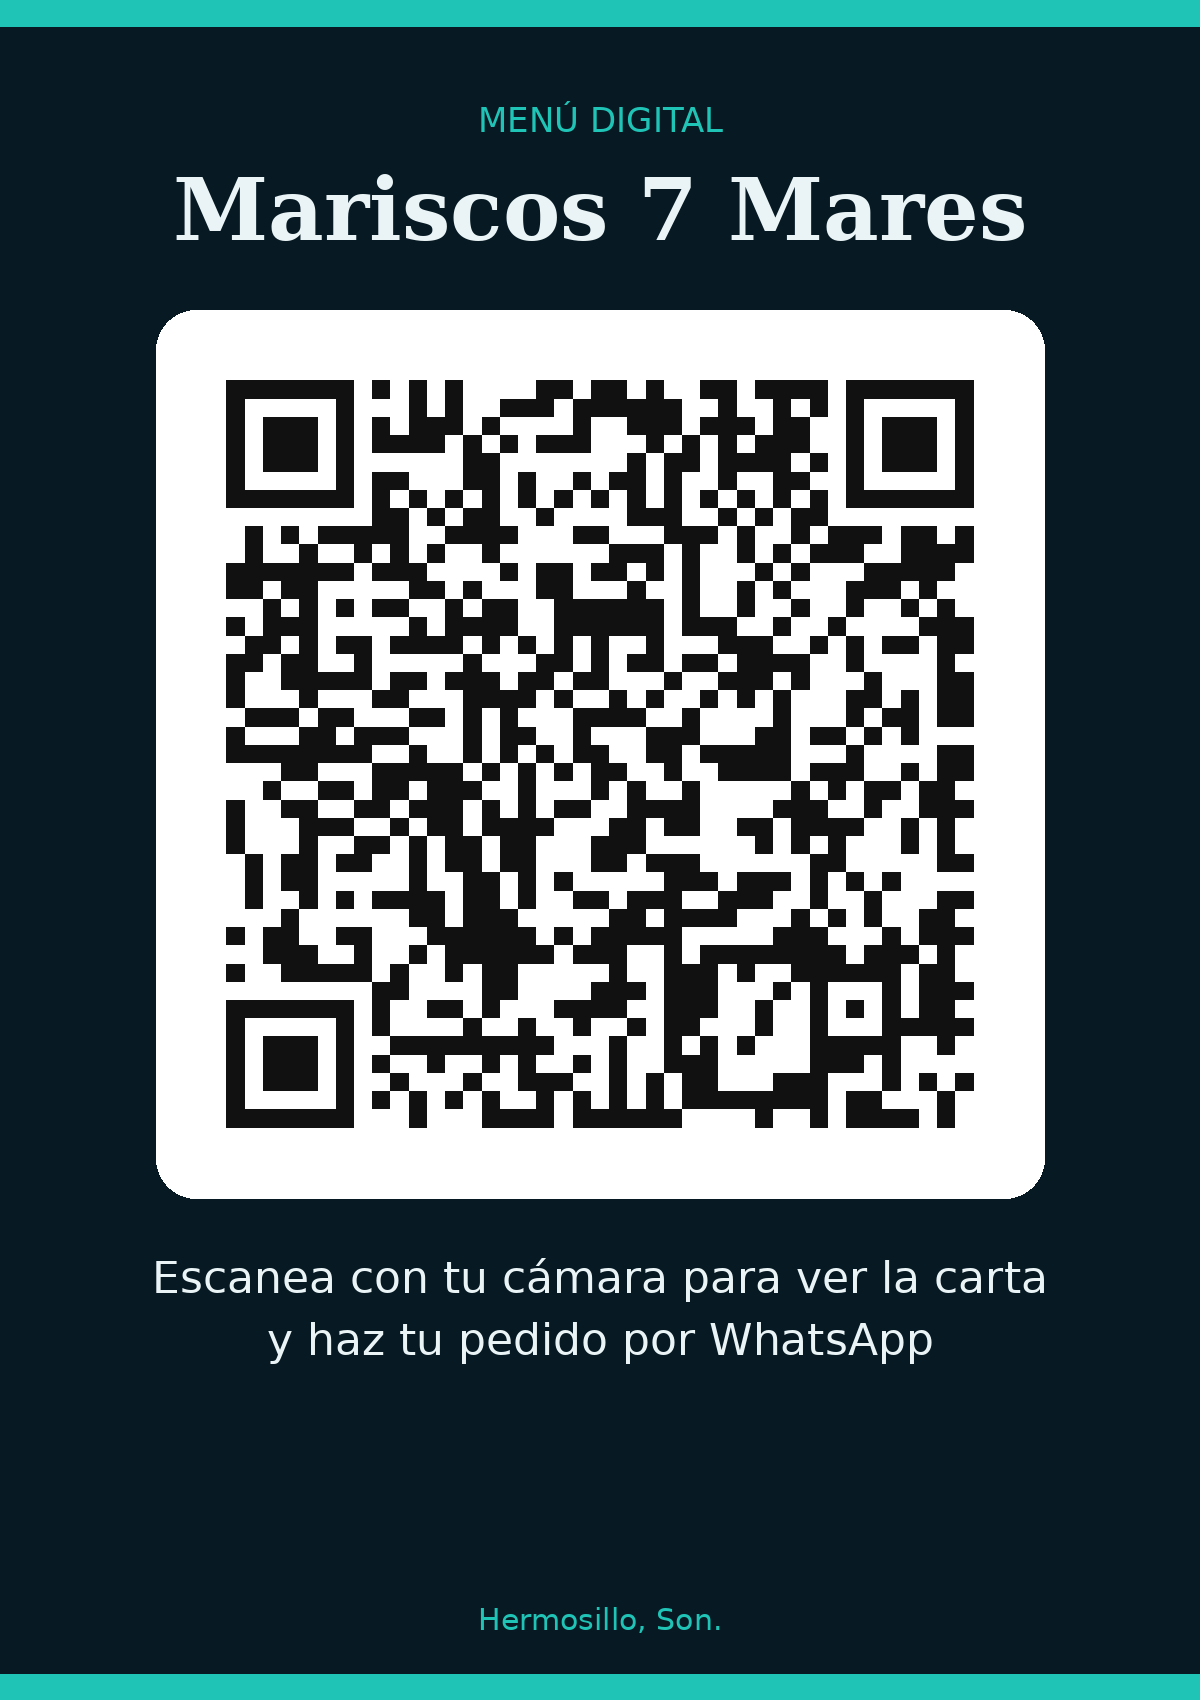 MENÚ DIGITAL
Mariscos 7 Mares
Escanea con tu cámara para ver la carta
y haz tu pedido por WhatsApp
Hermosillo, Son.